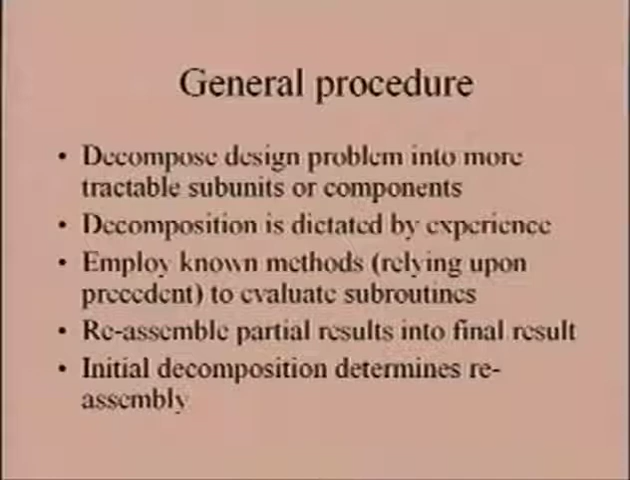 General procedure
• Decompose design problem into more
tractable subunits or components
• Decomposition is dictated by experience
• Employ known methods (relying upon
precedent) to evaluate subroutines
• Re-assemble partial results into final result
• Initial decomposition determines re-
assembly